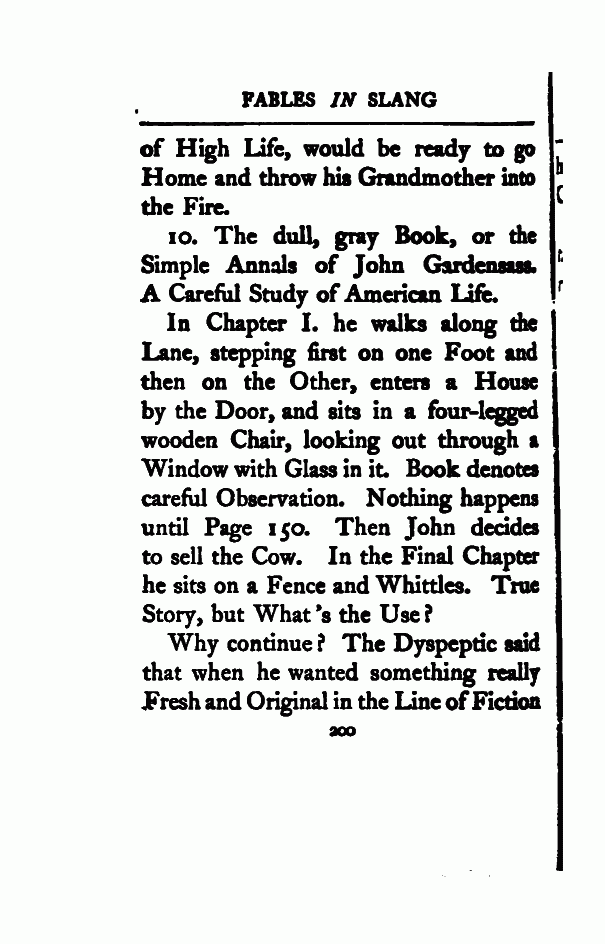 FABLES IN SLANG
of High Life, would be ready to go
Home and throw his Grandmother into
the Fire.
10. The dull, gray Book, or the
Simple Annals of John Gardensass.
A Careful Study of American Life.
In Chapter I. he walks along the
Lane, stepping first on one Foot and
then on the Other, enters a House
by the Door, and sits in a four-legged
wooden Chair, looking out through a
Window with Glass in it. Book denotes
careful Observation. Nothing happens
until Page 150. Then John decides
to sell the Cow. In the Final Chapter
he sits on a Fence and Whittles. True
Story, but What's the Use?
Why continue? The Dyspeptic said
that when he wanted something really
Fresh and Original in the Line of Fiction
200